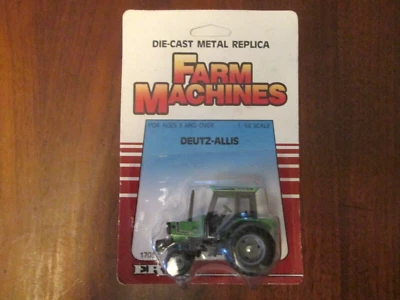 DIE-CAST METAL REPLICA
FARM
MACHINES
FOR AGES 3 AND OVER 1/64 SCALE
DEUTZ-ALLIS